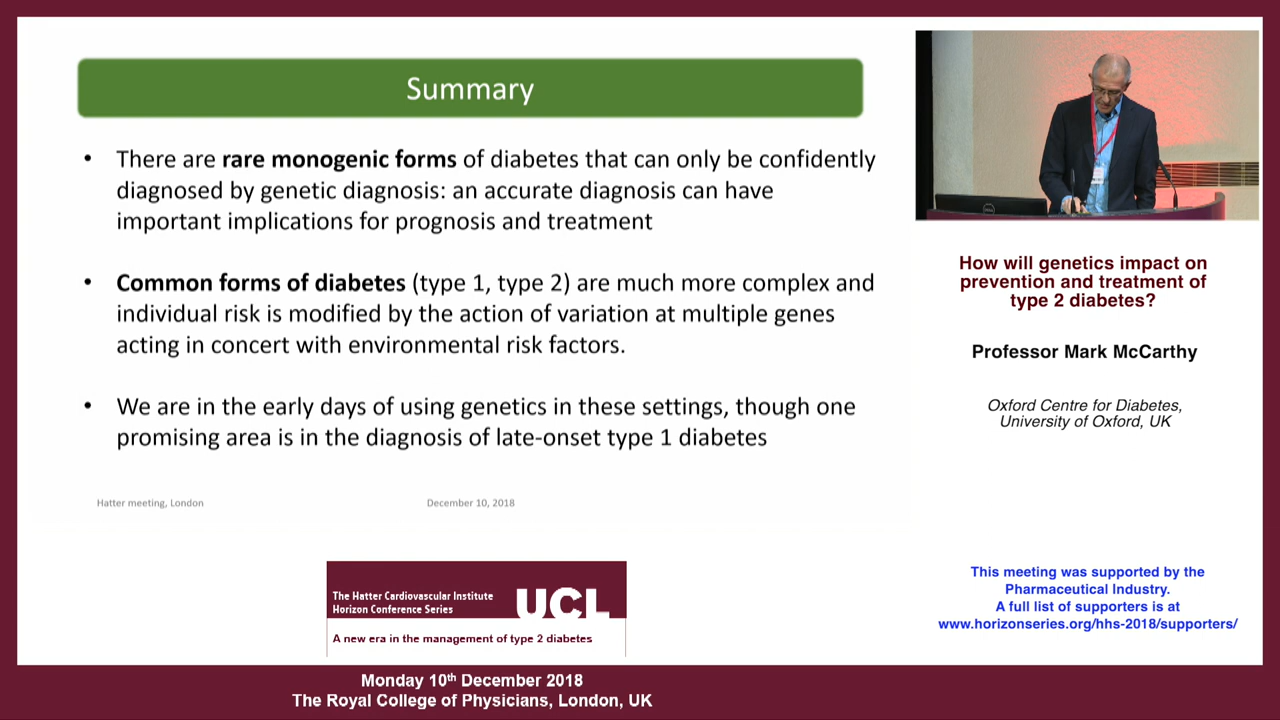 Summary
• There are rare monogenic forms of diabetes that can only be confidently
diagnosed by genetic diagnosis: an accurate diagnosis can have
important implications for prognosis and treatment
• Common forms of diabetes (type 1, type 2) are much more complex and
individual risk is modified by the action of variation at multiple genes
acting in concert with environmental risk factors.
• We are in the early days of using genetics in these settings, though one
promising area is in the diagnosis of late-onset type 1 diabetes
Hatter meeting, London
December 10, 2018
How will genetics impact on
prevention and treatment of
type 2 diabetes?
Professor Mark McCarthy
Oxford Centre for Diabetes,
University of Oxford, UK
This meeting was supported by the
Pharmaceutical Industry.
A full list of supporters is at
www.horizonseries.org/hhs-2018/supporters/
The Hatter Cardiovascular Institute
Horizon Conference Series
UCL
A new era in the management of type 2 diabetes
Monday 10th December 2018
The Royal College of Physicians, London, UK